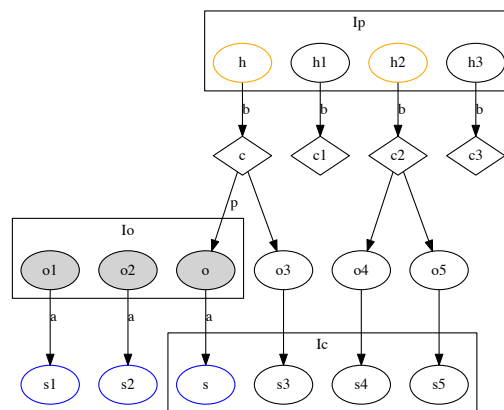 Ip
h h1 h2 h3
b b b b
c c1 c2 c3
p
Io
o1 o2 o o3 o4 o5
a a a
Ic
s1 s2 s s3 s4 s5